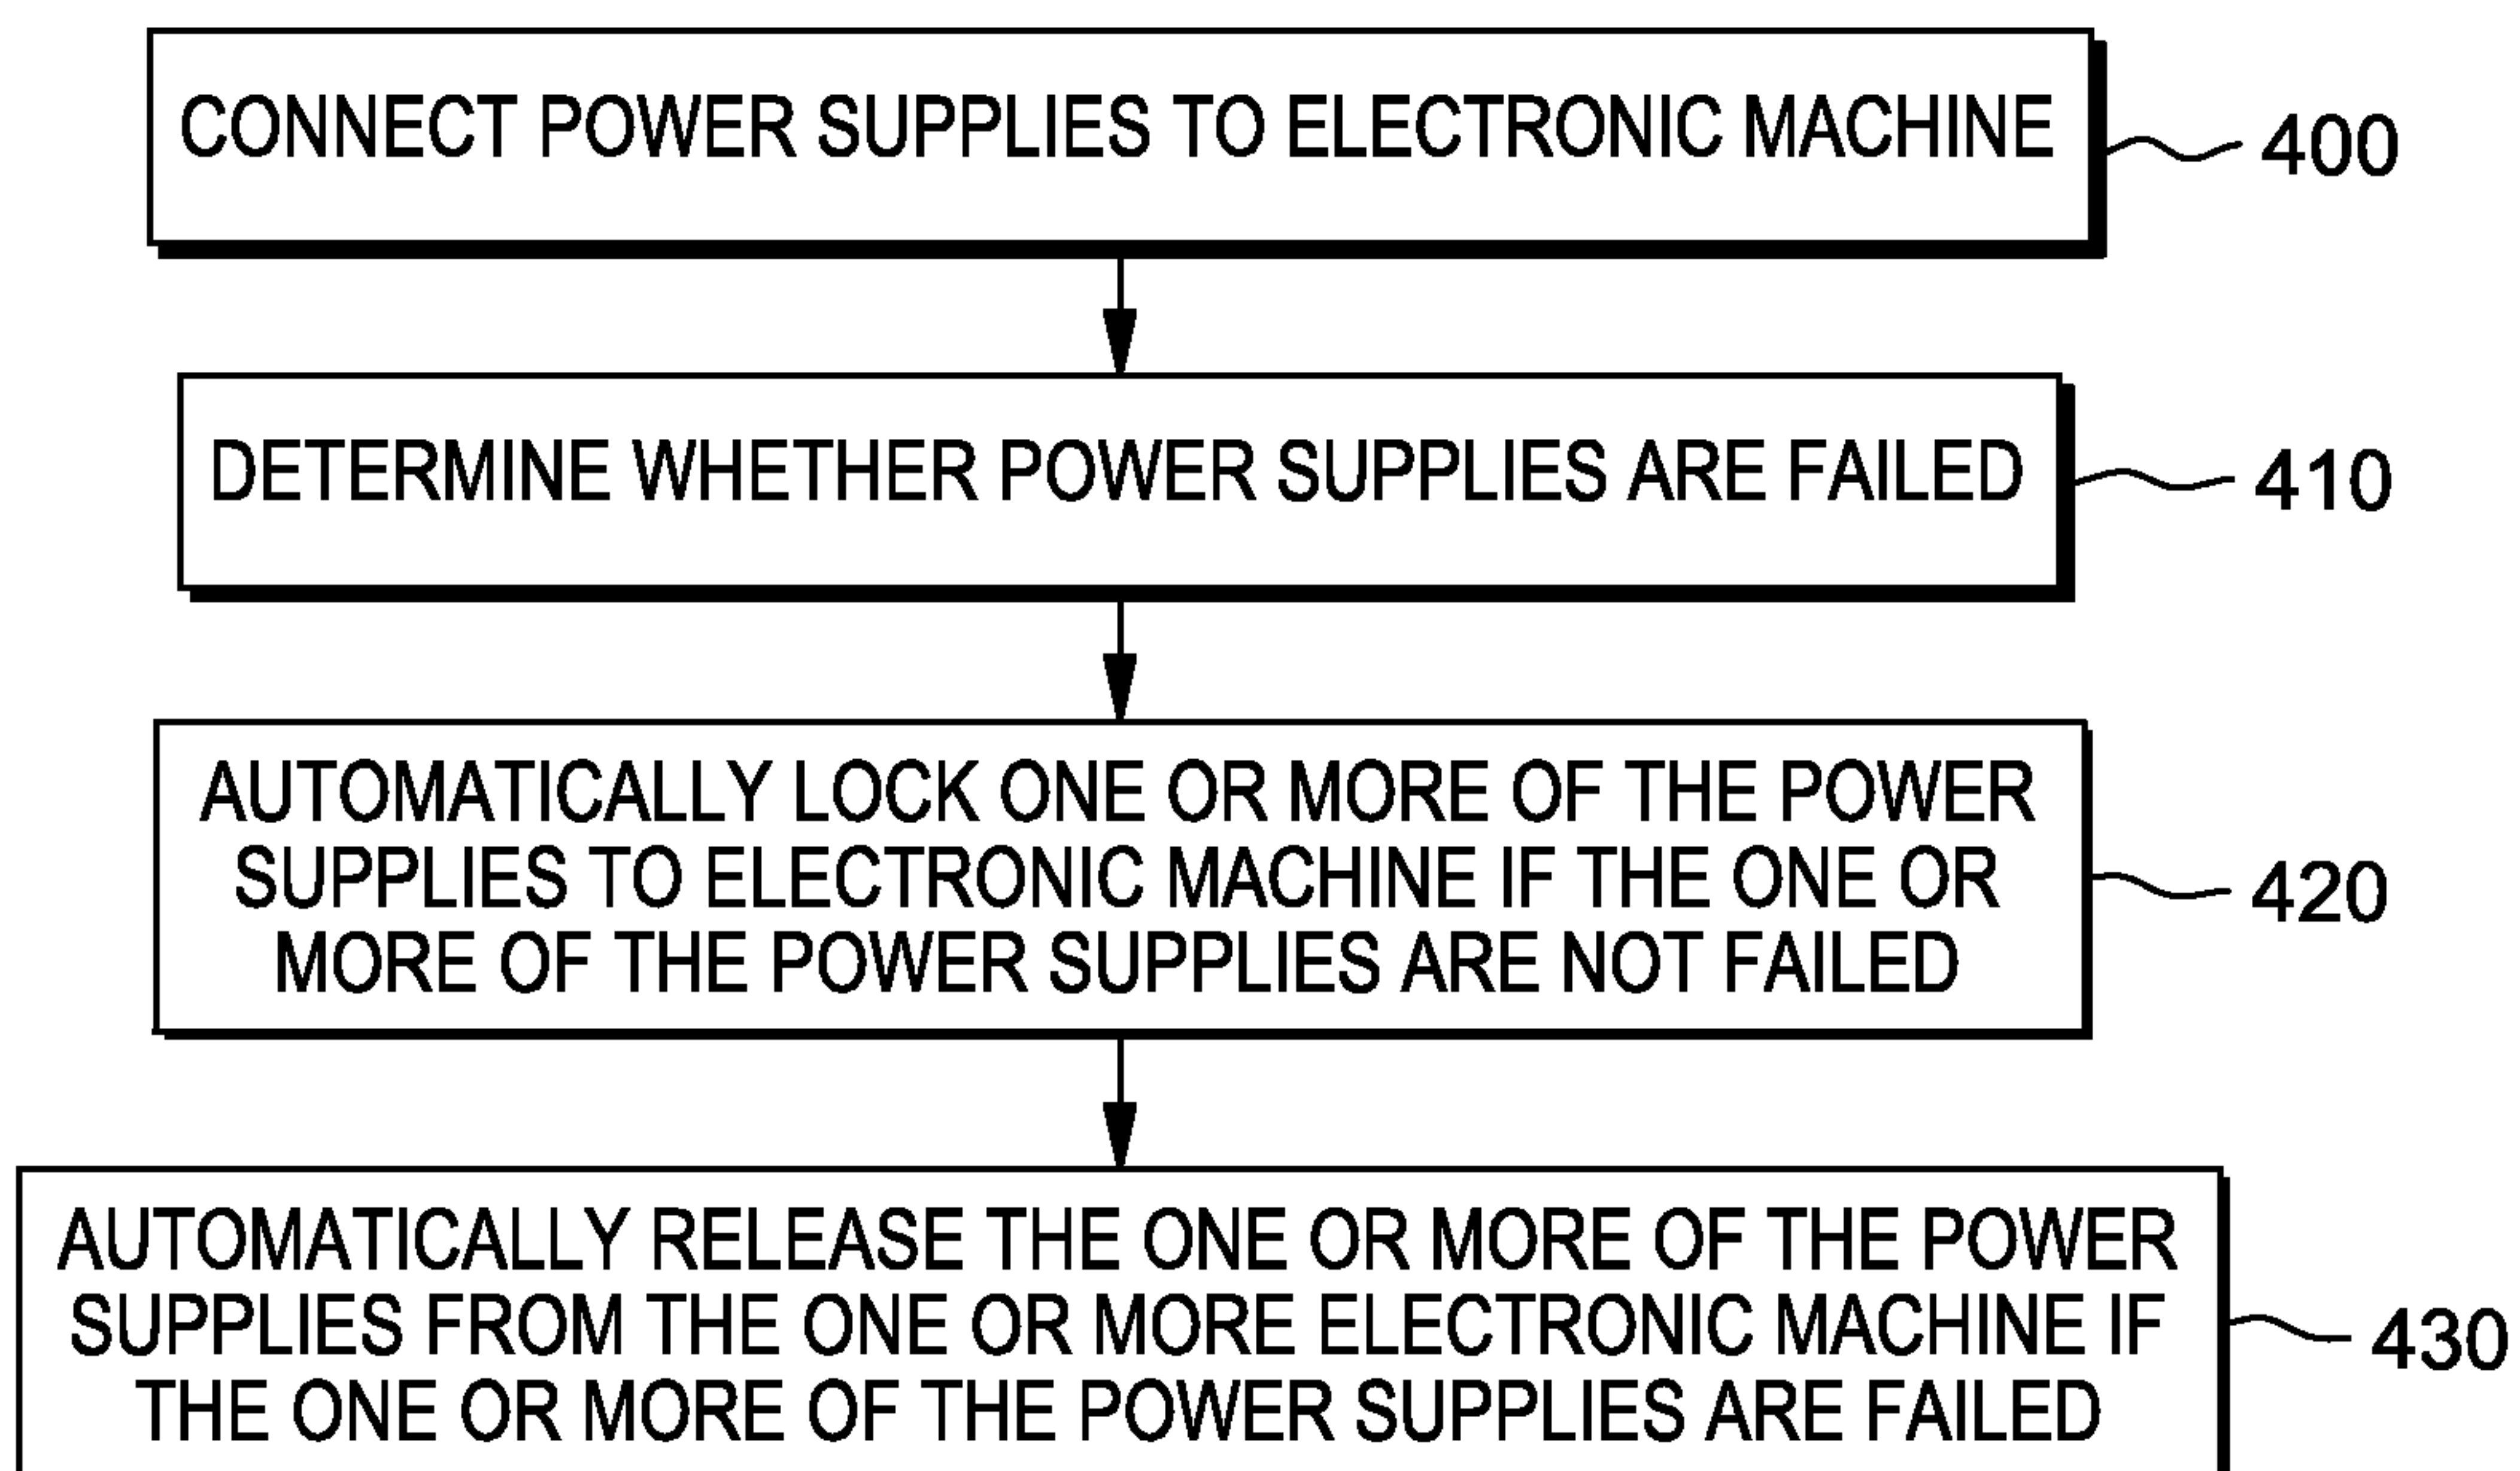 CONNECT POWER SUPPLIES TO ELECTRONIC MACHINE
400
DETERMINE WHETHER POWER SUPPLIES ARE FAILED
410
AUTOMATICALLY LOCK ONE OR MORE OF THE POWER
SUPPLIES TO ELECTRONIC MACHINE IF THE ONE OR
MORE OF THE POWER SUPPLIES ARE NOT FAILED
420
AUTOMATICALLY RELEASE THE ONE OR MORE OF THE POWER
SUPPLIES FROM THE ONE OR MORE ELECTRONIC MACHINE IF
THE ONE OR MORE OF THE POWER SUPPLIES ARE FAILED
430